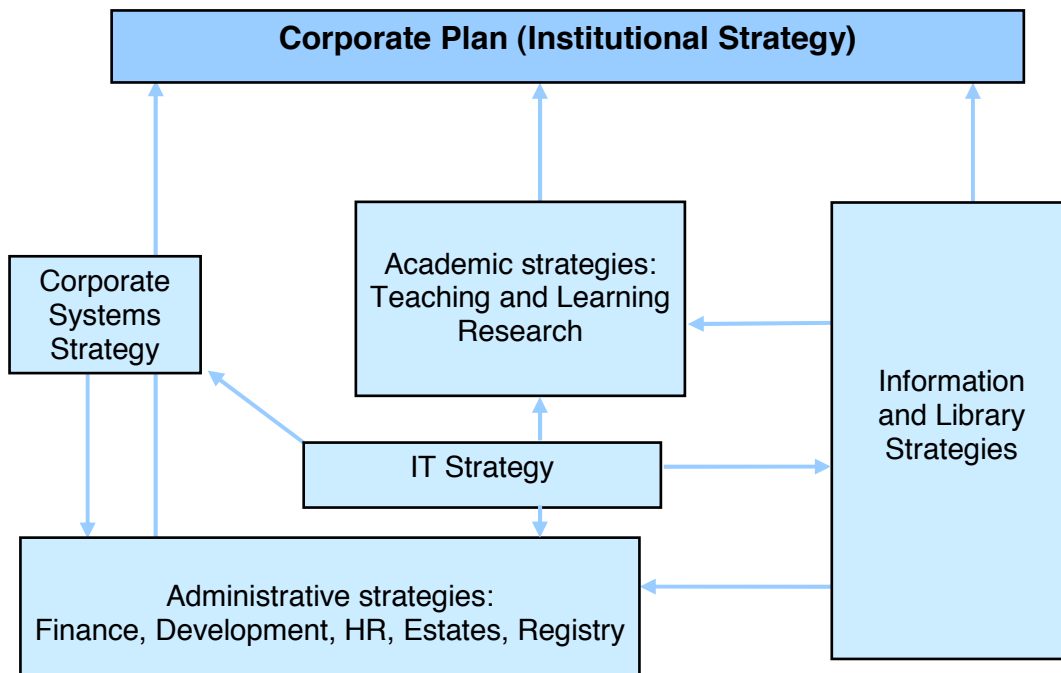 Corporate Plan (Institutional Strategy)
Academic strategies:
Teaching and Learning
Research
Corporate
Systems
Strategy
Information
and Library
Strategies
IT Strategy
Administrative strategies:
Finance, Development, HR, Estates, Registry